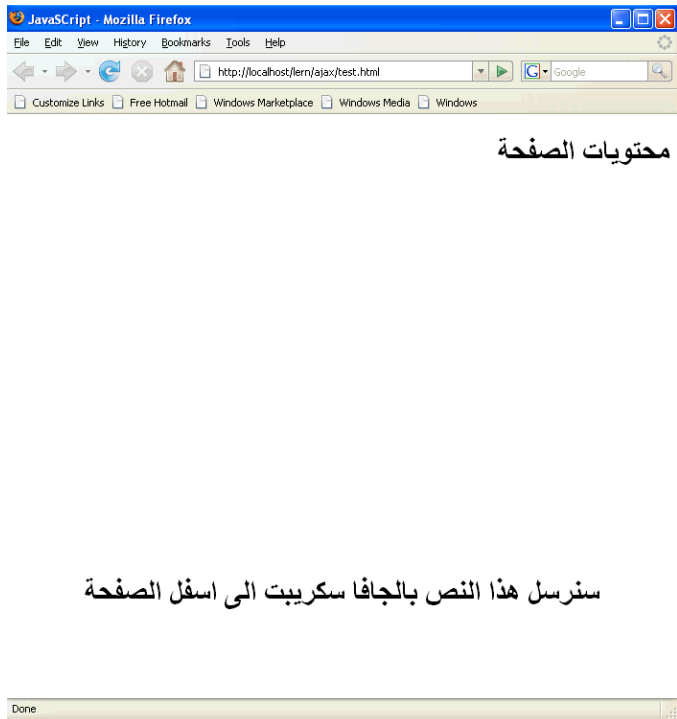 JavaSCript - Mozilla Firefox
File Edit View History Bookmarks Tools Help
http://localhost/lern/ajax/test.html G Google
Customize Links Free Hotmail Windows Marketplace Windows Media Windows
محتويات الصفحة
سنرسل هذا النص بالجافا سكريبت الى اسفل الصفحة
Done